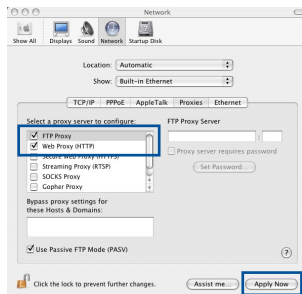 Network
Show All Displays Sound Network Startup Disk
Location: Automatic
Show: Built-in Ethernet
TCP/IP PPPoE AppleTalk Proxies Ethernet
Select a proxy server to configure:
FTP Proxy Server
FTP Proxy
Web Proxy (HTTP)
:
Secure Web Proxy (HTTPS)
Proxy server requires password
Streaming Proxy (RTSP)
Set Password...
SOCKS Proxy
Gopher Proxy
Bypass proxy settings for
these Hosts & Domains:
Use Passive FTP Mode (PASV)
?
Click the lock to prevent further changes.
Assist me...
Apply Now